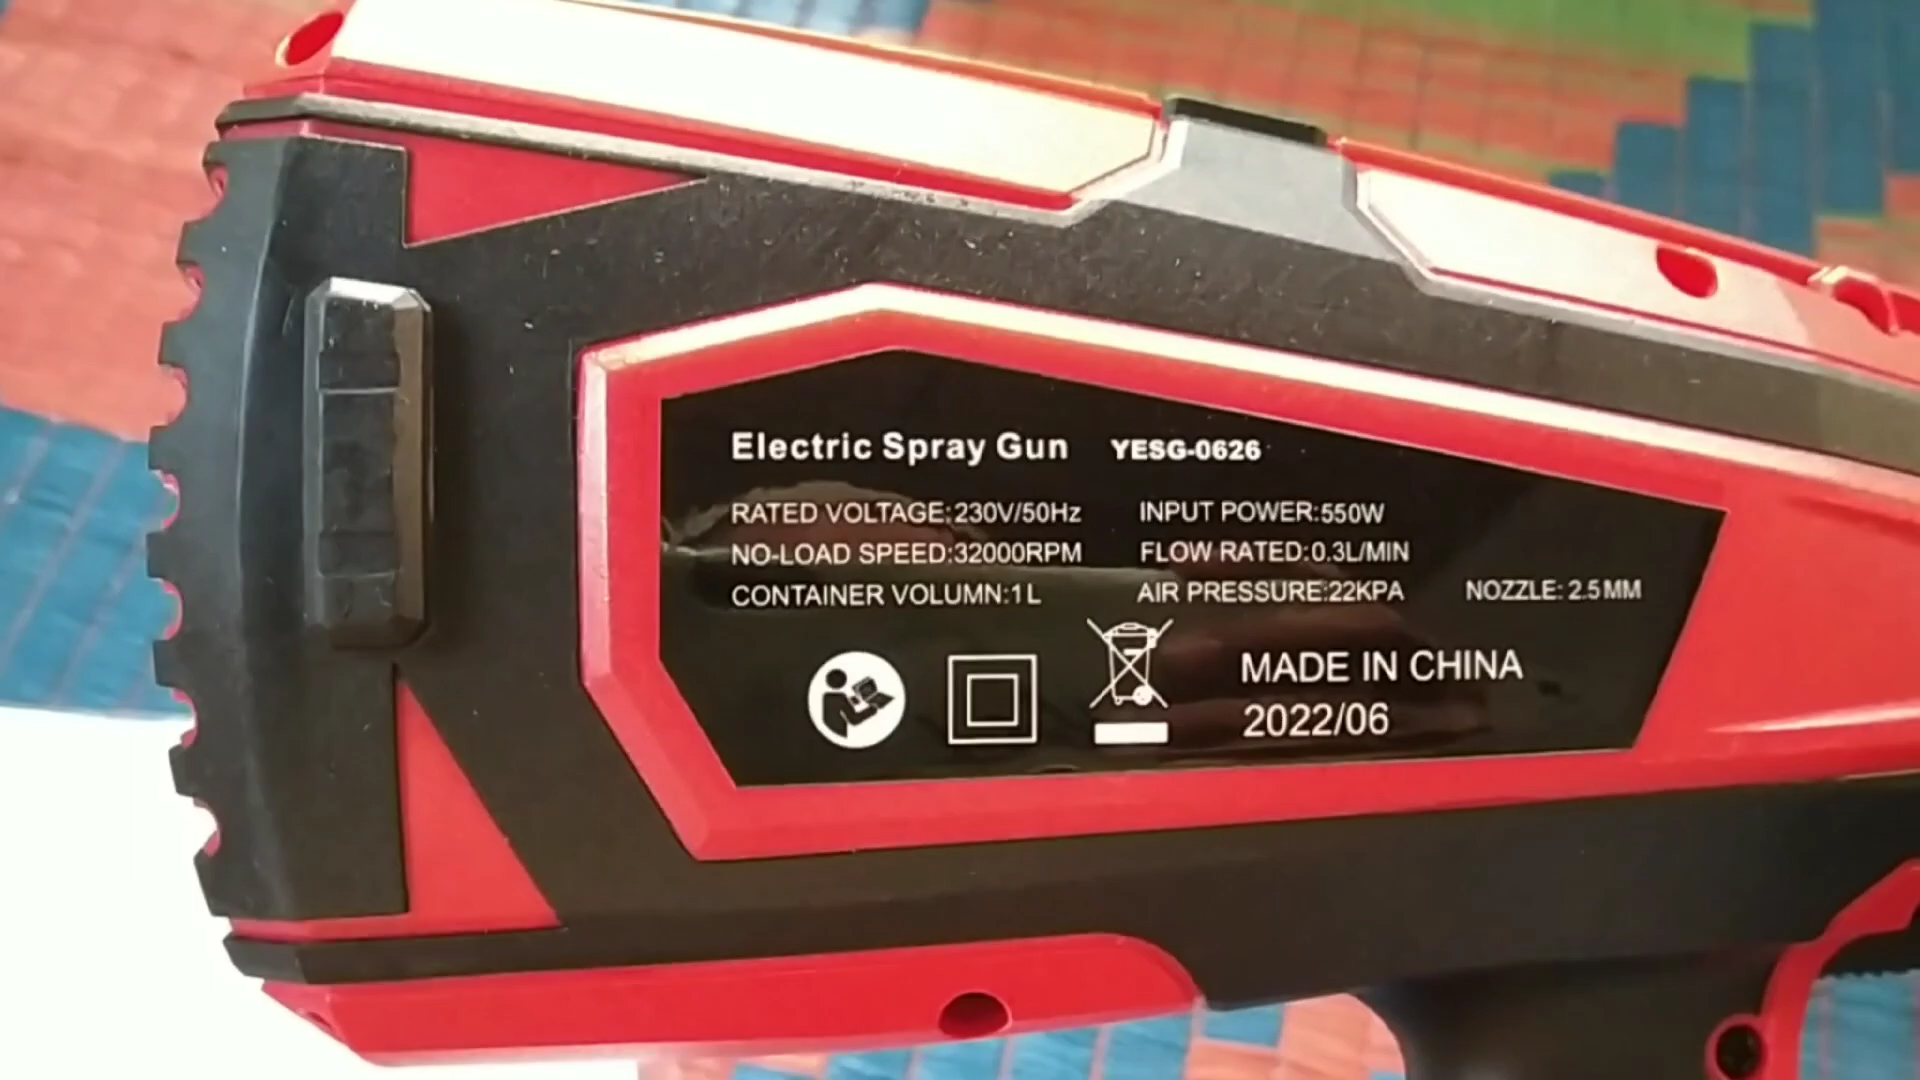 Electric Spray Gun YESG-0626
RATED VOLTAGE:230V/50Hz INPUT POWER:550W
NO-LOAD SPEED:32000RPM FLOW RATED:0.3L/MIN
CONTAINER VOLUMN:1L AIR PRESSURE:22KPA NOZZLE: 2.5MM
MADE IN CHINA
2022/06